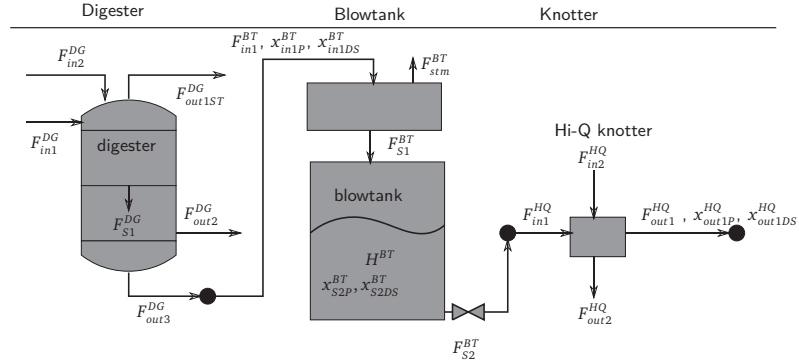 Digester Blowtank Knotter
F_{in2}^{DG}
F_{out1ST}^{DG}
F_{in1}^{DG}
digester
F_{S1}^{DG}
F_{out2}^{DG}
F_{out3}^{DG}
F_{in1}^{BT}, x_{in1P}^{BT} x_{in1DS}^{BT}
F_{stm}^{BT}
F_{S1}^{BT}
blowtank
H^{BT}
x_{S2P}^{BT}, x_{S2DS}^{BT}
F_{S2}^{BT}
Hi-Q knotter
F_{in2}^{HQ}
F_{in1}^{HQ}
F_{out1}^{HQ} , x_{out1P}^{HQ}, x_{out1DS}^{HQ}
F_{out2}^{HQ}